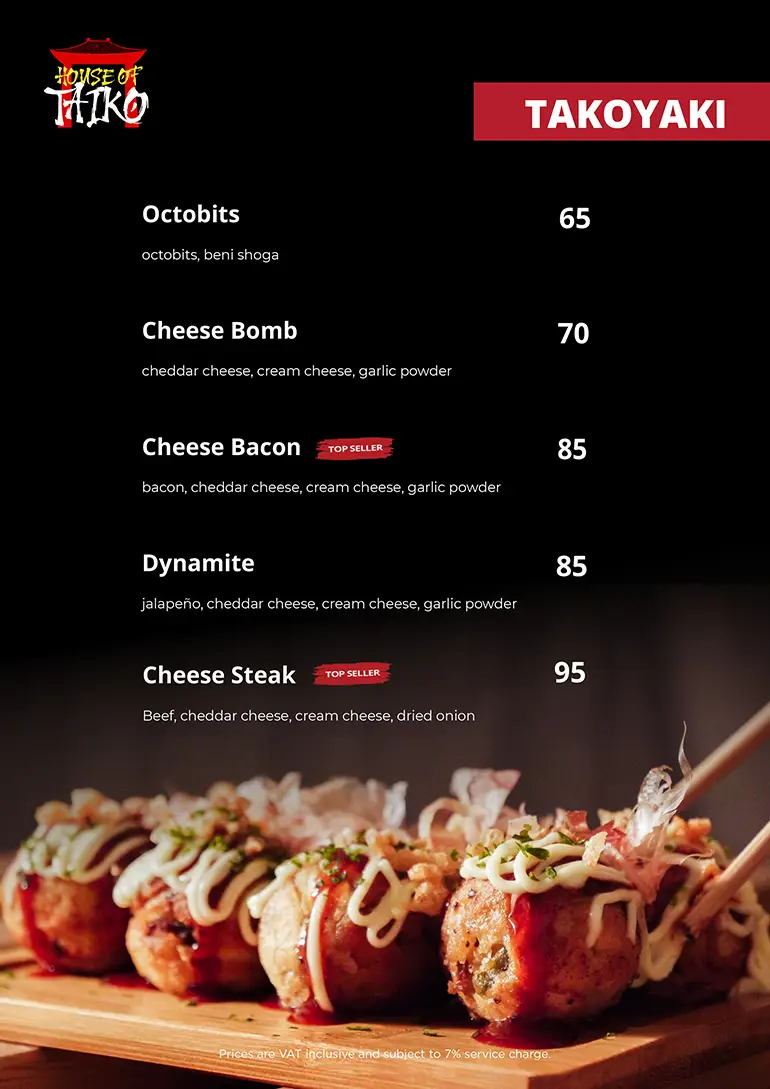 HOUSE OF
TAIKO
TAKOYAKI
Octobits 65
octobits, beni shoga
Cheese Bomb 70
cheddar cheese, cream cheese, garlic powder
Cheese Bacon TOP SELLER 85
bacon, cheddar cheese, cream cheese, garlic powder
Dynamite 85
jalapeño, cheddar cheese, cream cheese, garlic powder
Cheese Steak TOP SELLER 95
Beef, cheddar cheese, cream cheese, dried onion
Prices are VAT inclusive and subject to 7% service charge.